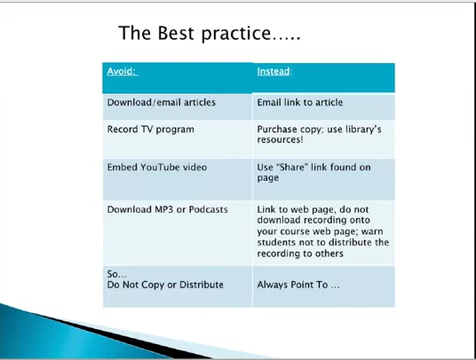 The Best practice…..
Avoid:
Instead:
Download/email articles
Email link to article
Record TV program
Purchase copy; use library's
resources!
Embed YouTube video
Use "Share" link found on
page
Download MP3 or Podcasts
Link to web page, do not
download recording onto
your course web page; warn
students not to distribute the
recording to others
So…
Do Not Copy or Distribute
Always Point To …